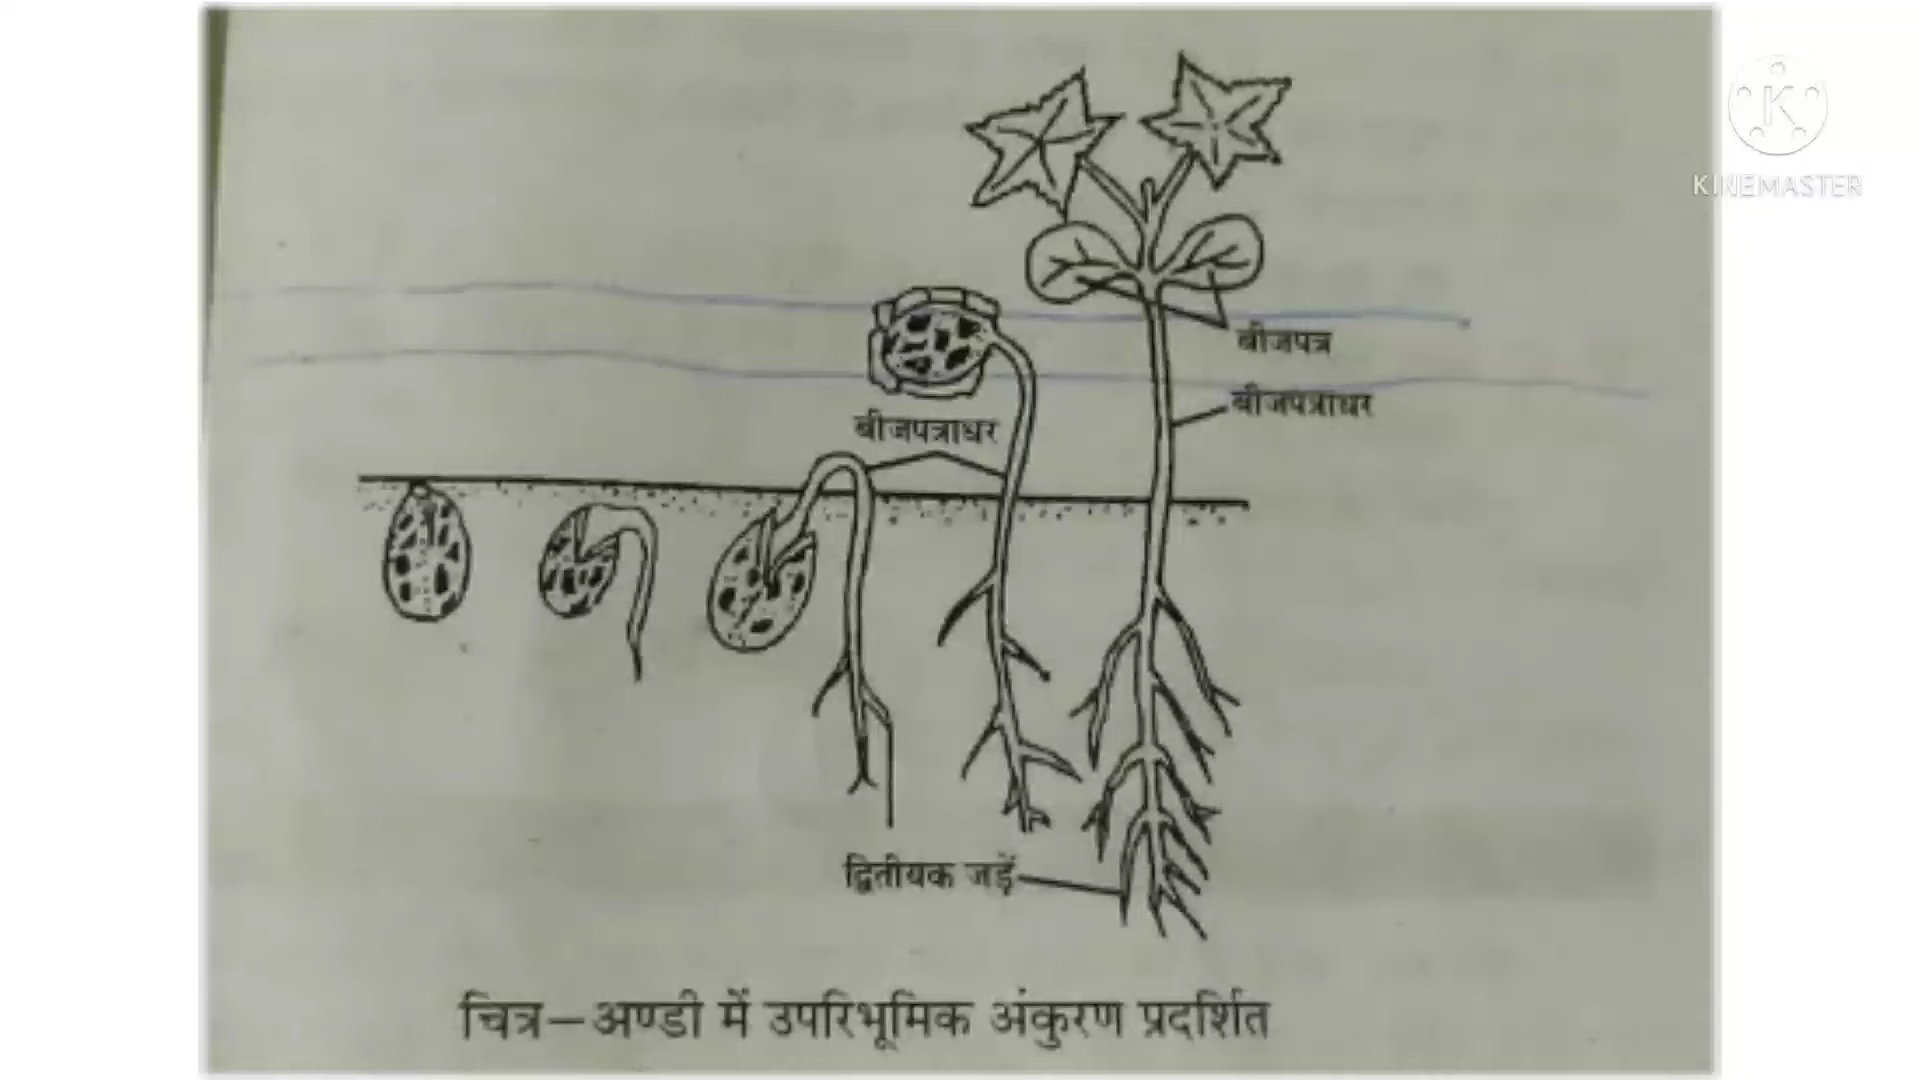 K
KINEMASTER
बीजपत्र
बीजपत्राधर
बीजपत्राधर
द्वितीयक जड़ें
चित्र–अण्डी में उपरिभूमिक अंकुरण प्रदर्शित